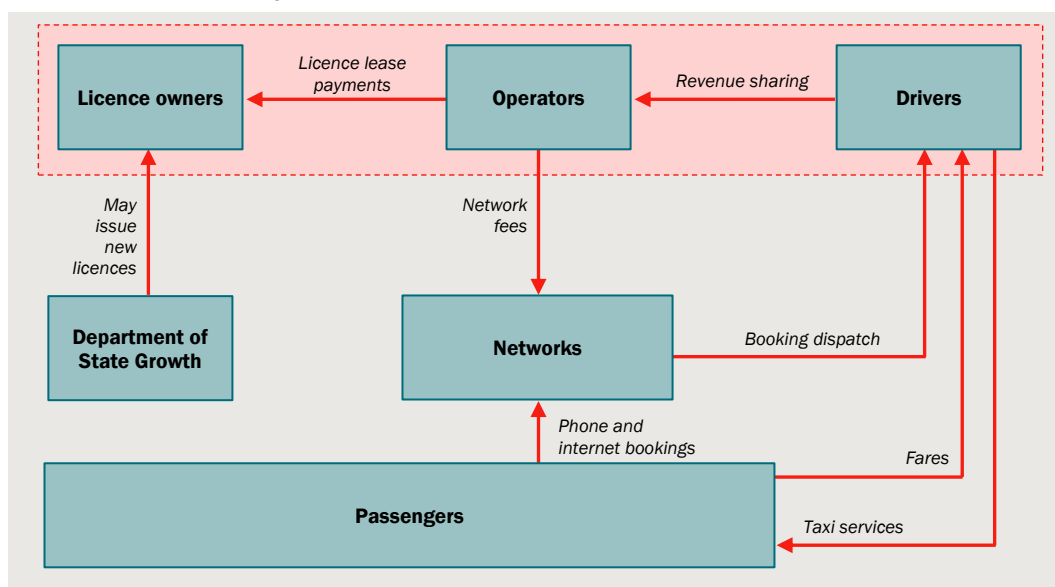 Licence owners
Licence lease
payments
Operators
Revenue sharing
Drivers
May
issue
new
licences
Network
fees
Department of
State Growth
Networks
Booking dispatch
Phone and
internet bookings
Fares
Passengers
Taxi services